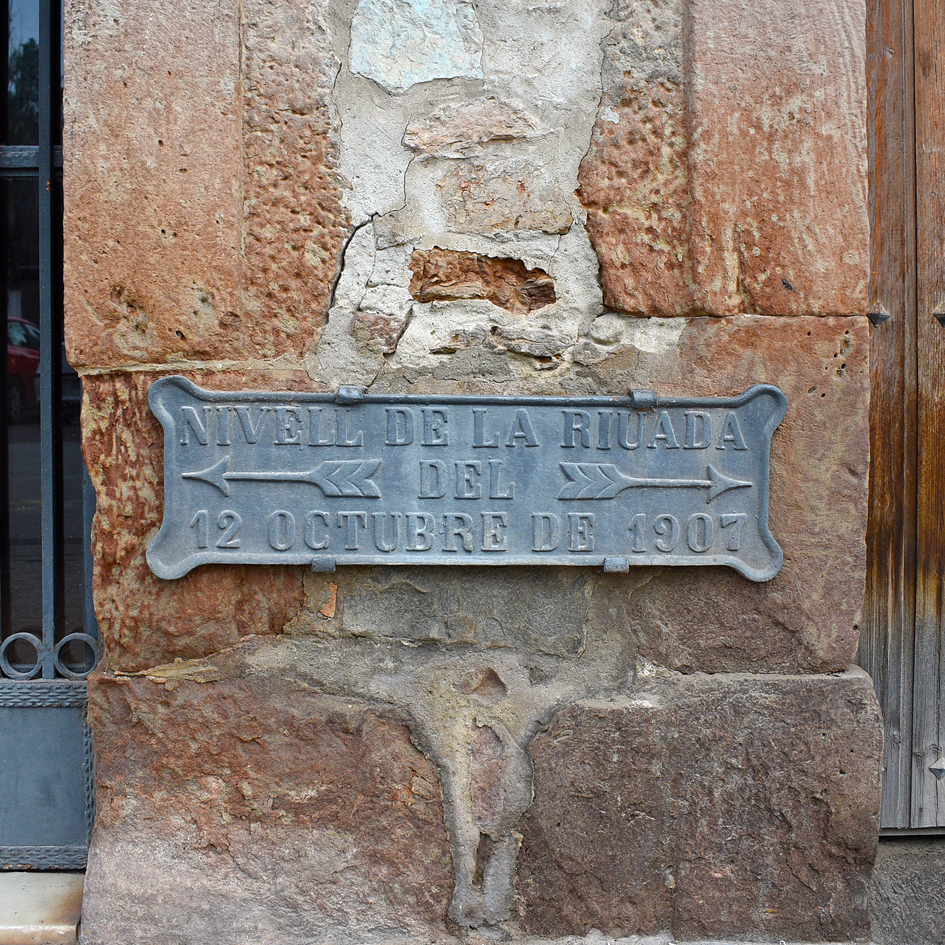 NIVELL DE LA RIUADA
DEL
12 OCTUBRE DE 1907